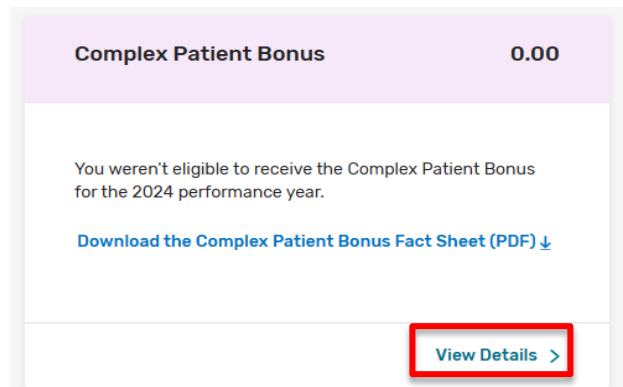 Complex Patient Bonus 0.00
You weren't eligible to receive the Complex Patient Bonus
for the 2024 performance year.
Download the Complex Patient Bonus Fact Sheet (PDF)
View Details